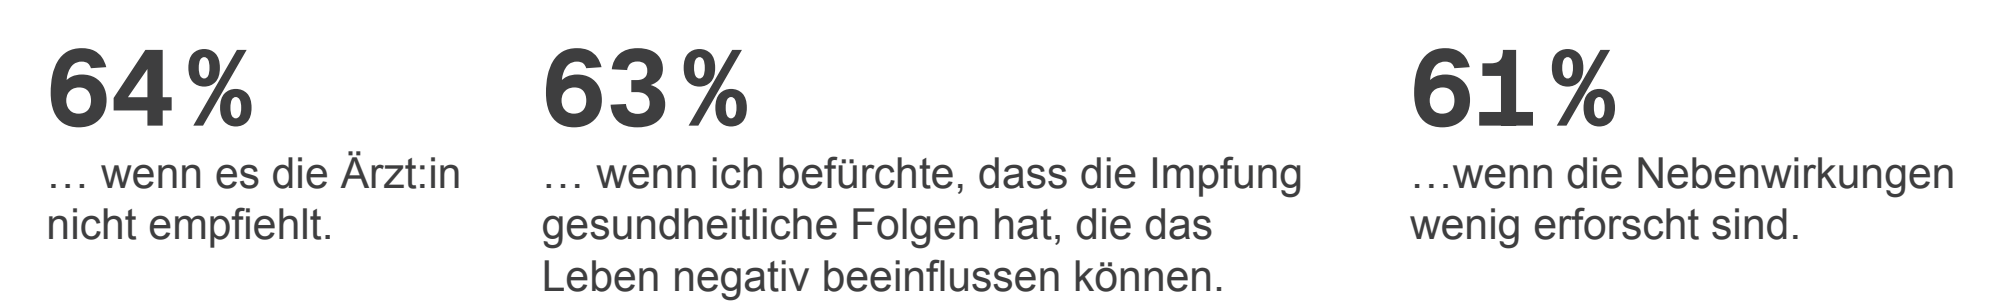 64%
… wenn es die Ärzt:in
nicht empfiehlt.
63%
… wenn ich befürchte, dass die Impfung
gesundheitliche Folgen hat, die das
Leben negativ beeinflussen können.
61%
…wenn die Nebenwirkungen
wenig erforscht sind.